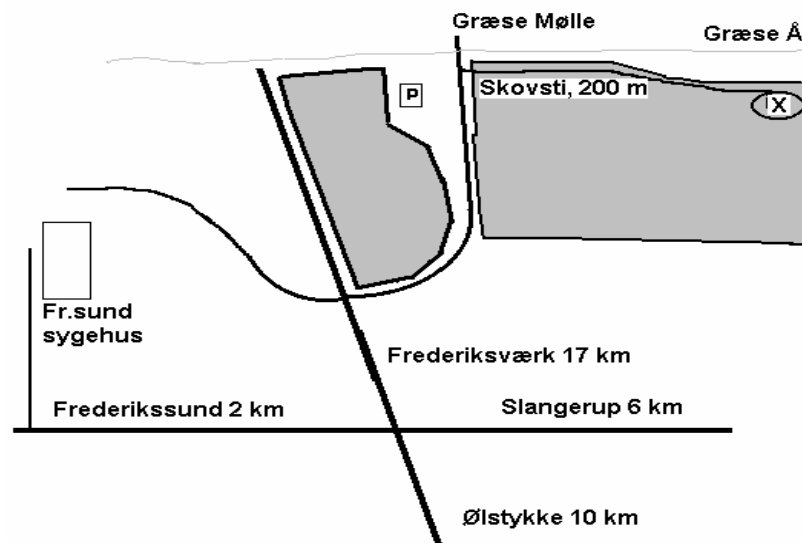 Græse Mølle
Græse Å
P
Skovsti, 200 m
X
Fr.sund
sygehus
Frederiksværk 17 km
Frederikssund 2 km
Slangerup 6 km
Ølstykke 10 km